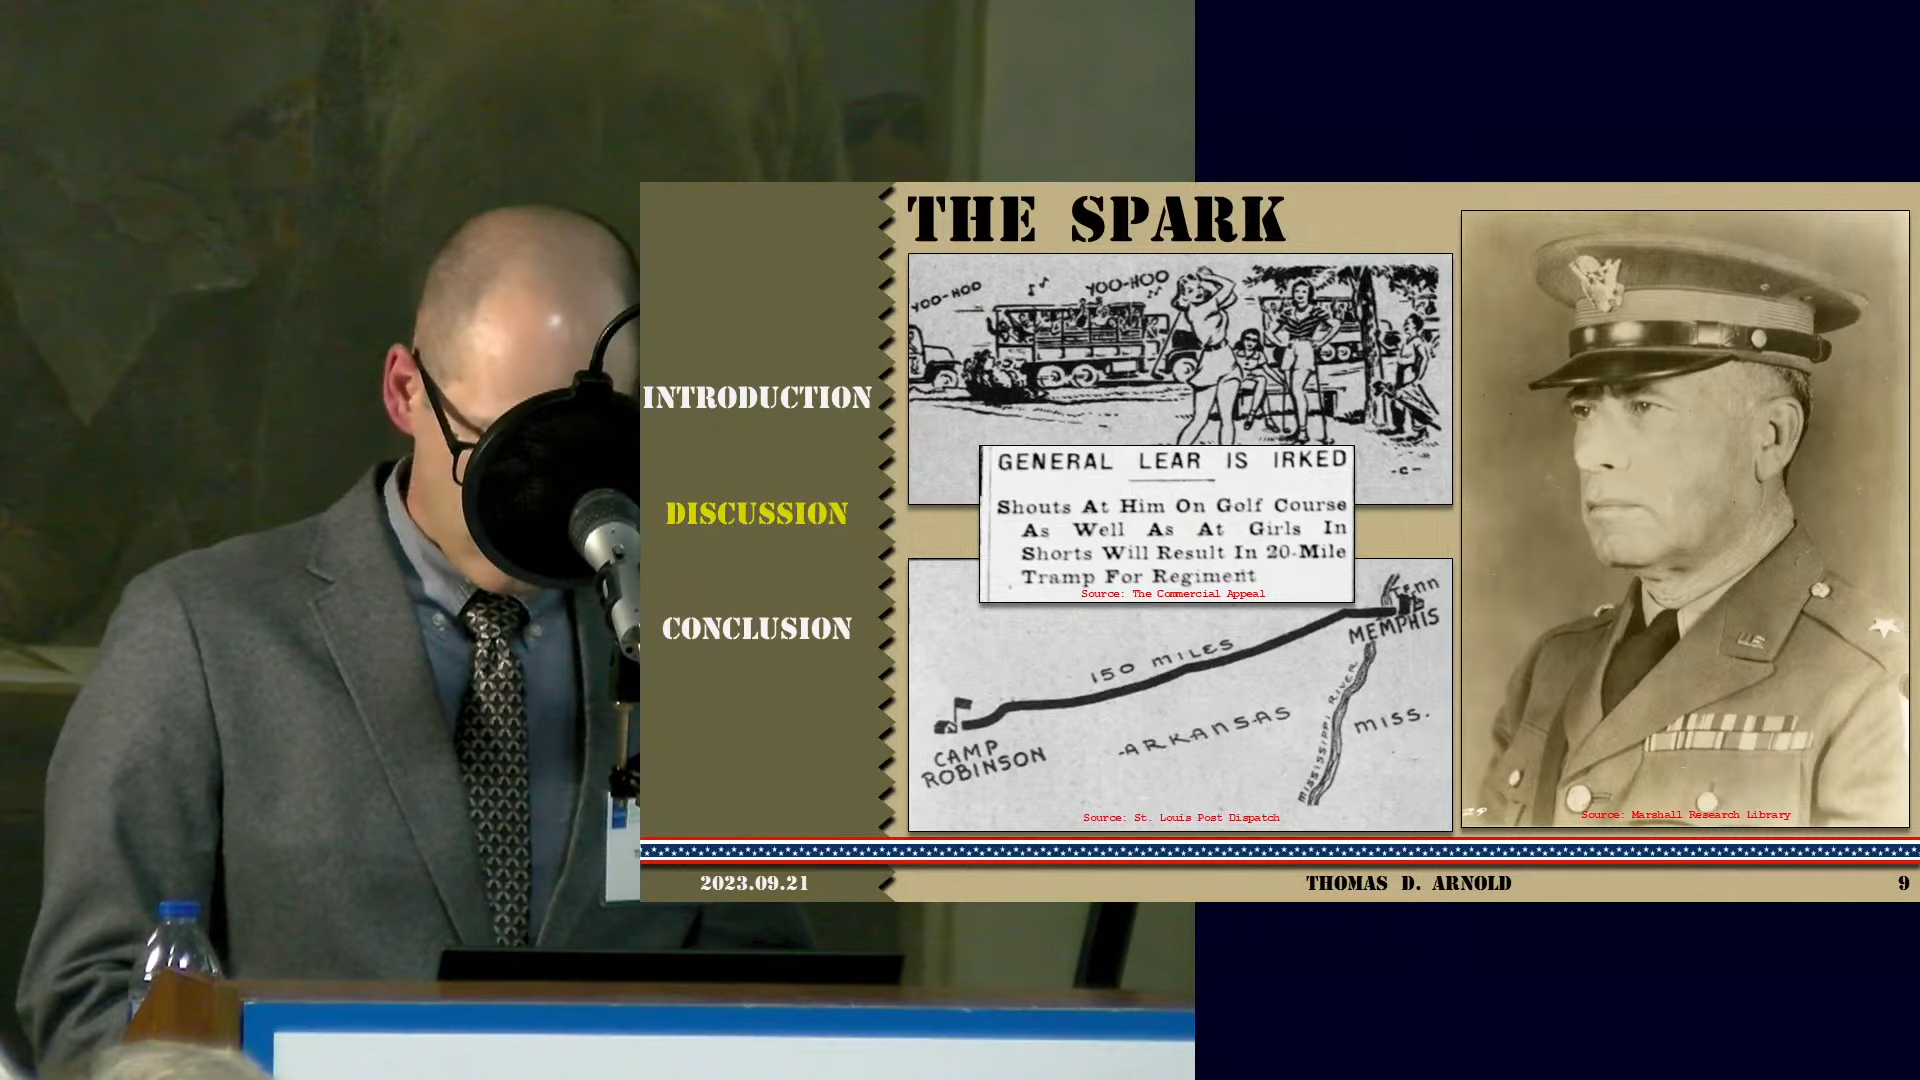 THE SPARK
INTRODUCTION
DISCUSSION
CONCLUSION
YOO-HOO
YOO-HOO
-C-
GENERAL LEAR IS IRKED
Shouts At Him On Golf Course
As Well As At Girls In
Shorts Will Result In 20-Mile
Tramp For Regiment
Source: The Commercial Appeal
Tenn
MEMPHIS
150 MILES
MISSISSIPPI RIVER
MISS.
ARKANSAS
CAMP
ROBINSON
Source: St. Louis Post Dispatch
U.S.
29
Source: Marshall Research Library
2023.09.21
THOMAS D. ARNOLD
9